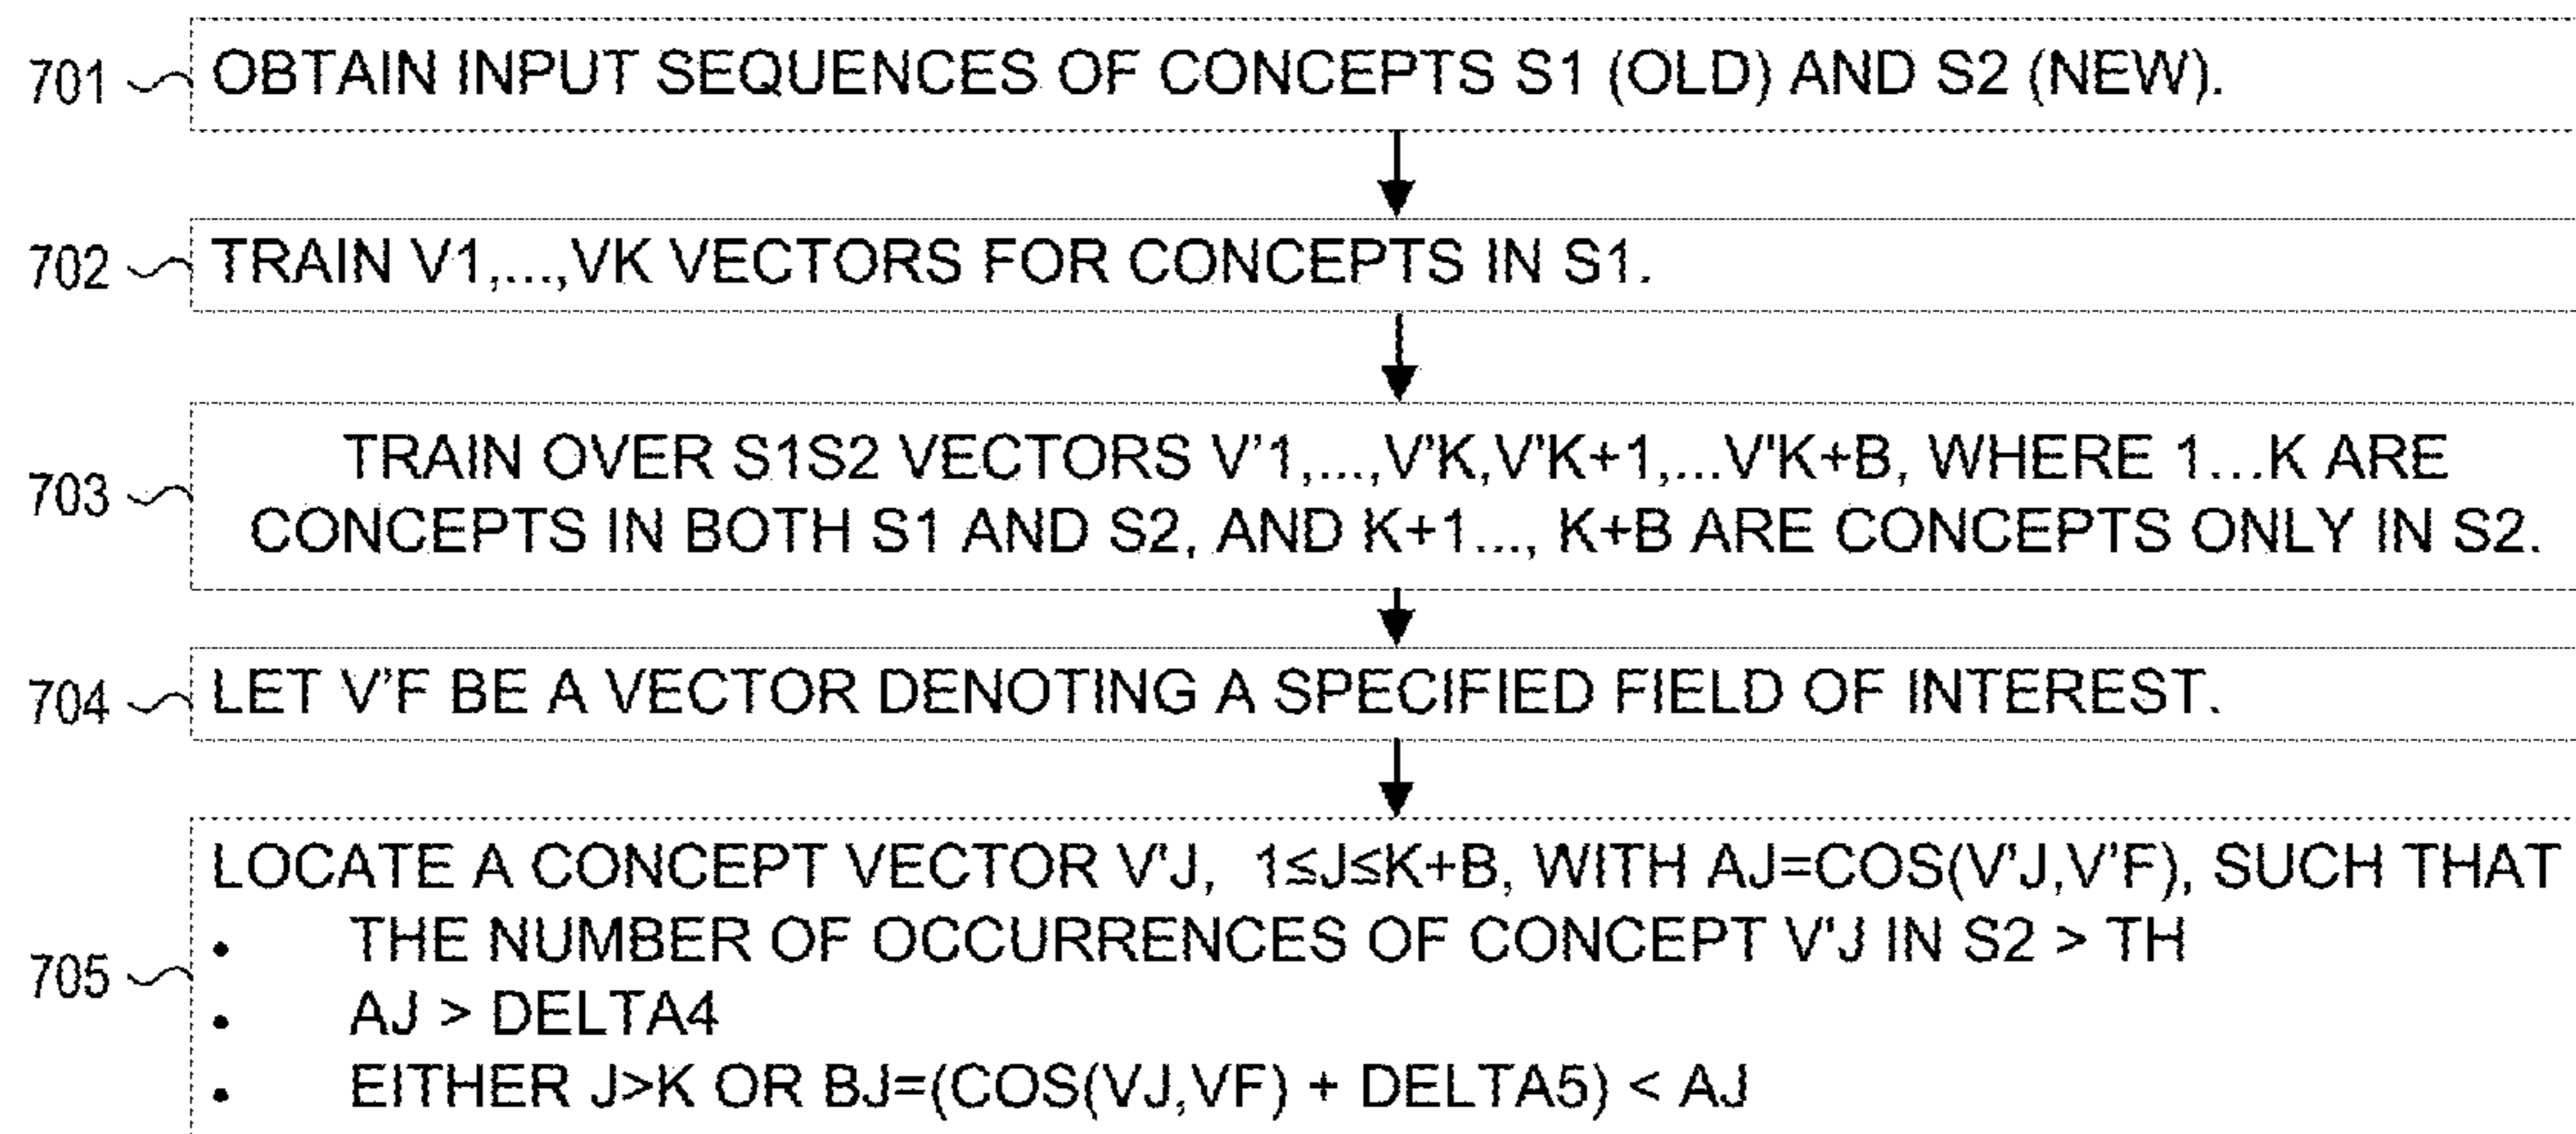 701 OBTAIN INPUT SEQUENCES OF CONCEPTS S1 (OLD) AND S2 (NEW).
702 TRAIN V1,...,VK VECTORS FOR CONCEPTS IN S1.
703 TRAIN OVER S1S2 VECTORS V'1,...,V'K,V'K+1,...V'K+B, WHERE 1...K ARE
CONCEPTS IN BOTH S1 AND S2, AND K+1..., K+B ARE CONCEPTS ONLY IN S2.
704 LET V'F BE A VECTOR DENOTING A SPECIFIED FIELD OF INTEREST.
705 LOCATE A CONCEPT VECTOR V'J, 1≤J≤K+B, WITH AJ=COS(V'J,V'F), SUCH THAT
• THE NUMBER OF OCCURRENCES OF CONCEPT V'J IN S2 > TH
• AJ > DELTA4
• EITHER J>K OR BJ=(COS(VJ,VF) + DELTA5) < AJ